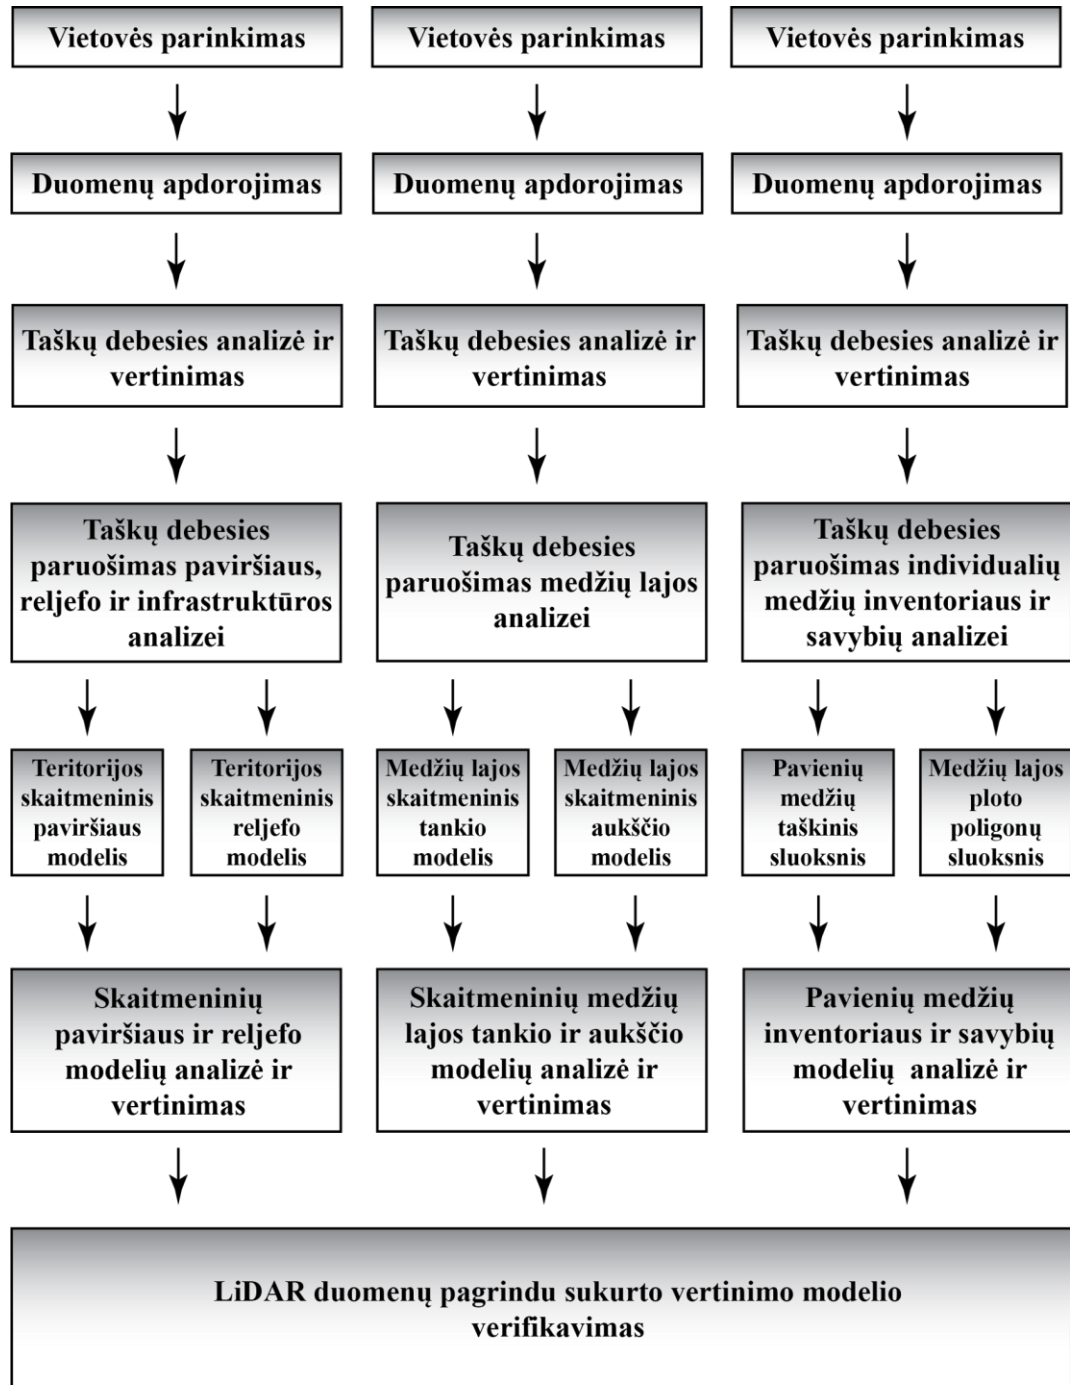 Vietovės parinkimas
Vietovės parinkimas
Vietovės parinkimas
Duomenų apdorojimas
Duomenų apdorojimas
Duomenų apdorojimas
Taškų debesies analizė ir
vertinimas
Taškų debesies analizė ir
vertinimas
Taškų debesies analizė ir
vertinimas
Taškų debesies
paruošimas paviršiaus,
reljefo ir infrastruktūros
analizei
Taškų debesies
paruošimas medžių lajos
analizei
Taškų debesies
paruošimas individualių
medžių inventoriaus ir
savybių analizei
Teritorijos
skaitmeninis
paviršiaus
modelis
Teritorijos
skaitmeninis
reljefo
modelis
Medžių lajos
skaitmeninis
tankio
modelis
Medžių lajos
skaitmeninis
aukščio
modelis
Pavienių
medžių
taškinis
sluoksnis
Medžių lajos
ploto
poligonų
sluoksnis
Skaitmeninių
paviršiaus ir reljefo
modelių analizė ir
vertinimas
Skaitmeninių medžių
lajos tankio ir aukščio
modelių analizė ir
vertinimas
Pavienių medžių
inventoriaus ir savybių
modelių analizė ir
vertinimas
LiDAR duomenų pagrindu sukurto vertinimo modelio
verifikavimas